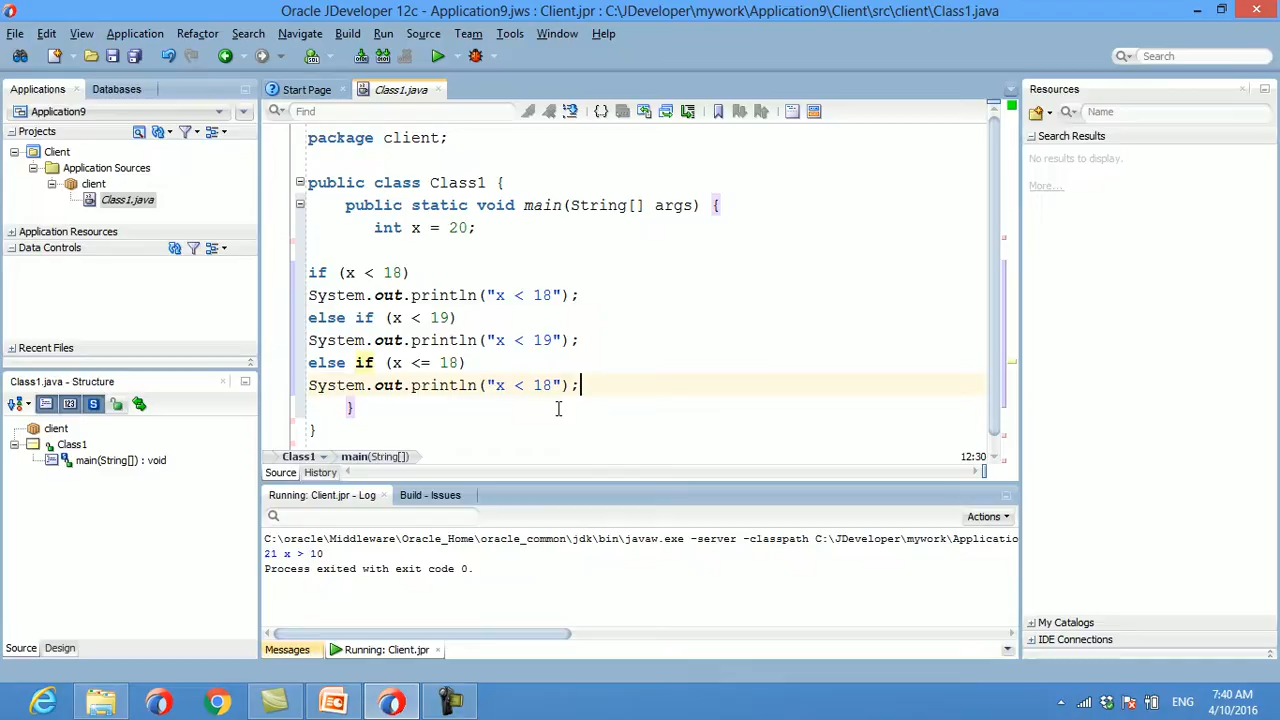 Oracle JDeveloper 12c - Application9.jws : Client.jpr : C:\JDeveloper\mywork\Application9\Client\src\client\Class1.java
File Edit View Application Refactor Search Navigate Build Run Source Team Tools Window Help
Search
Applications Databases
Start Page Class1.java
Resources
Application9
Find
Name
Projects
Search Results
Client
No results to display.
Application Sources
More...
client
Class1.java
Application Resources
Data Controls
Recent Files
package client;
public class Class1 {
public static void main(String[] args) {
int x = 20;
if (x < 18)
System.out.println("x < 18");
else if (x < 19)
System.out.println("x < 19");
else if (x <= 18)
System.out.println("x < 18");
}
}
Class1 main(String[]) 12:30
Source History
Class1.java - Structure
client
Class1
main(String[]) : void
Source Design
Running: Client.jpr - Log Build - Issues
Actions
C:\oracle\Middleware\Oracle_Home\oracle_common\jdk\bin\javaw.exe -server -classpath C:\JDeveloper\mywork\Applicatio
21 x > 10
Process exited with exit code 0.
Messages Running: Client.jpr
My Catalogs
IDE Connections
ENG
7:40 AM
4/10/2016